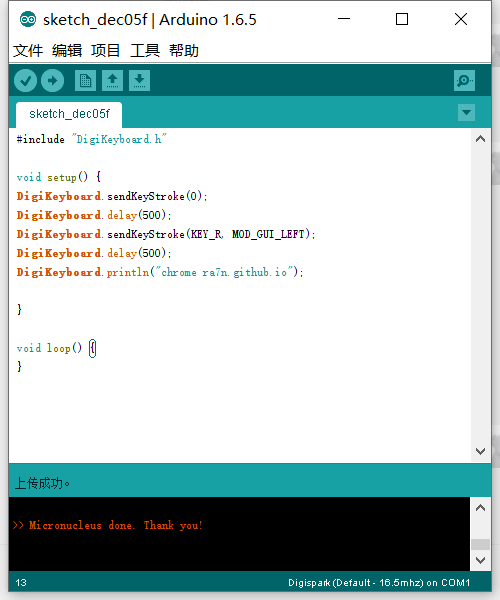 sketch_dec05f | Arduino 1.6.5
文件 编辑 项目 工具 帮助
sketch_dec05f
#include "DigiKeyboard.h"
void setup() {
DigiKeyboard.sendKeyStroke(0);
DigiKeyboard.delay(500);
DigiKeyboard.sendKeyStroke(KEY_R, MOD_GUI_LEFT);
DigiKeyboard.delay(500);
DigiKeyboard.println("chrome ra7n.github.io");
}
void loop() {
}
上传成功。
>> Micronucleus done. Thank you!
13 Digispark (Default - 16.5mhz) on COM1